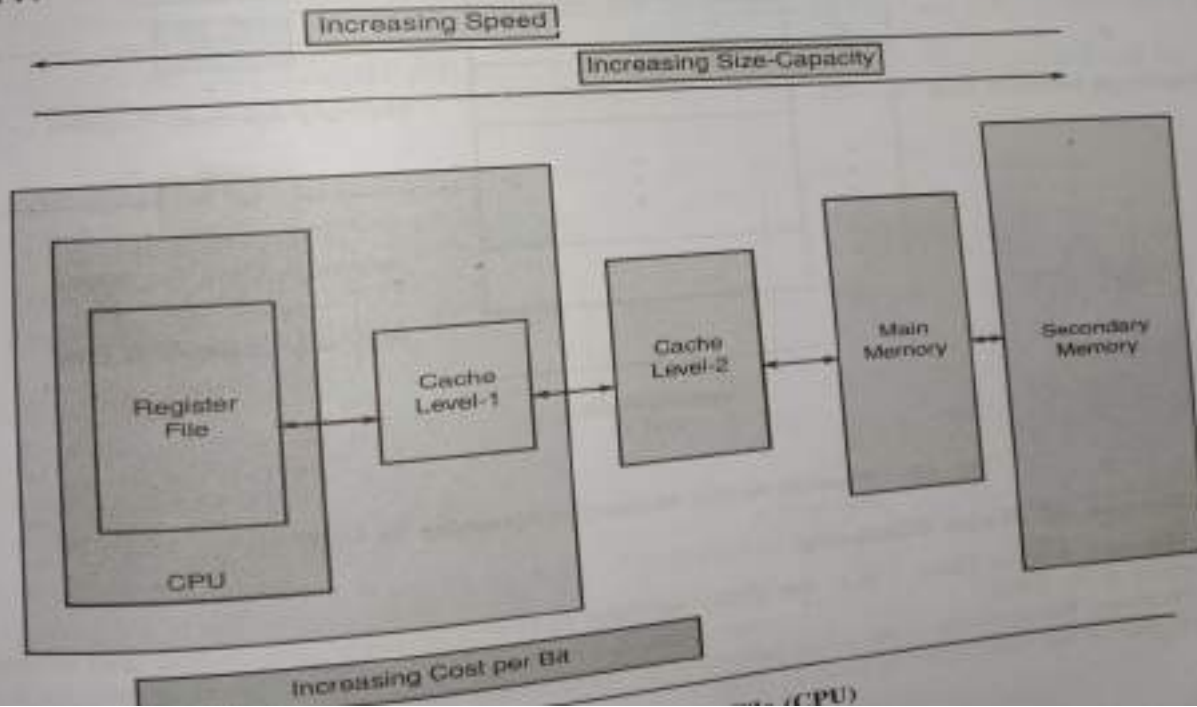 Increasing Speed
Increasing Size-Capacity
Register
File
CPU
Cache
Level-1
Cache
Level-2
Main
Memory
Secondary
Memory
Increasing Cost per Bit
(CPU)